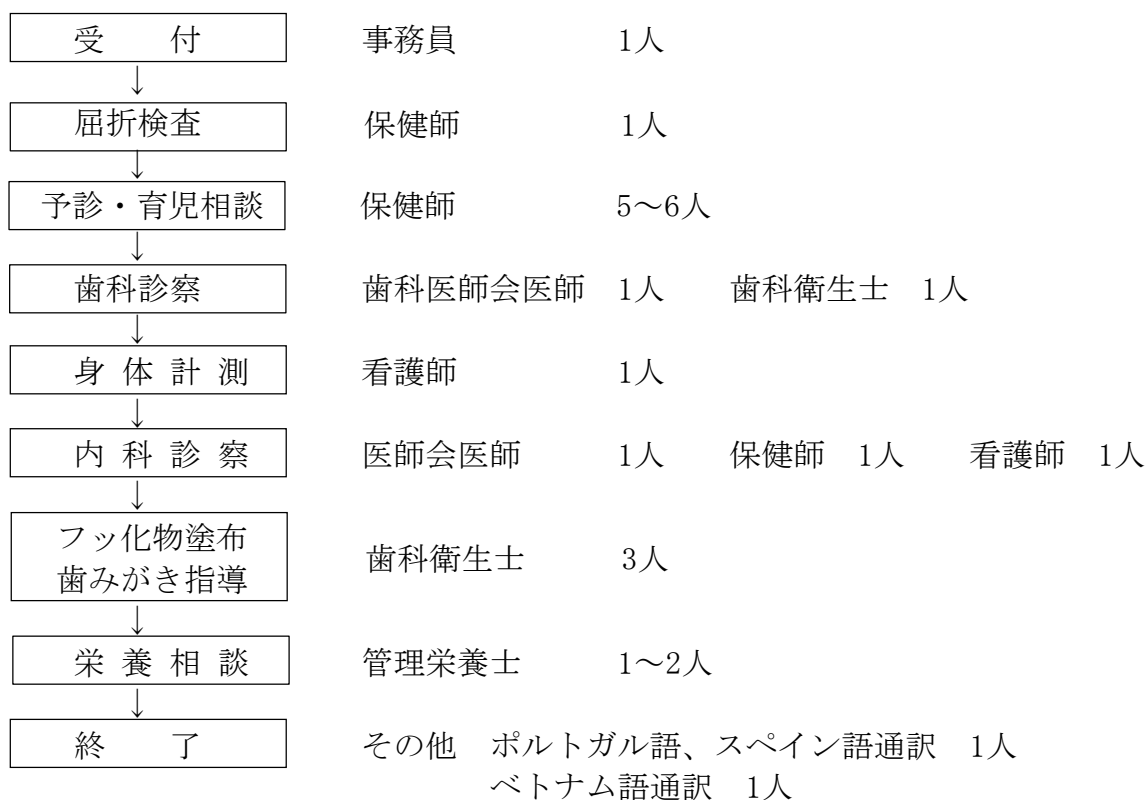 受　　付　　事務員　　1人
↓
屈折検査　　保健師　　1人
↓
予診・育児相談　　保健師　　5～6人
↓
歯科診察　　歯科医師会医師　1人　　歯科衛生士　1人
↓
身 体 計 測　　看護師　　1人
↓
内 科 診 察　　医師会医師　　1人　　保健師　1人　　看護師　1人
↓
フッ化物塗布
歯みがき指導　　歯科衛生士　　3人
↓
栄 養 相 談　　管理栄養士　　1～2人
↓
終　　了　　その他　ポルトガル語、スペイン語通訳　1人
ベトナム語通訳　1人